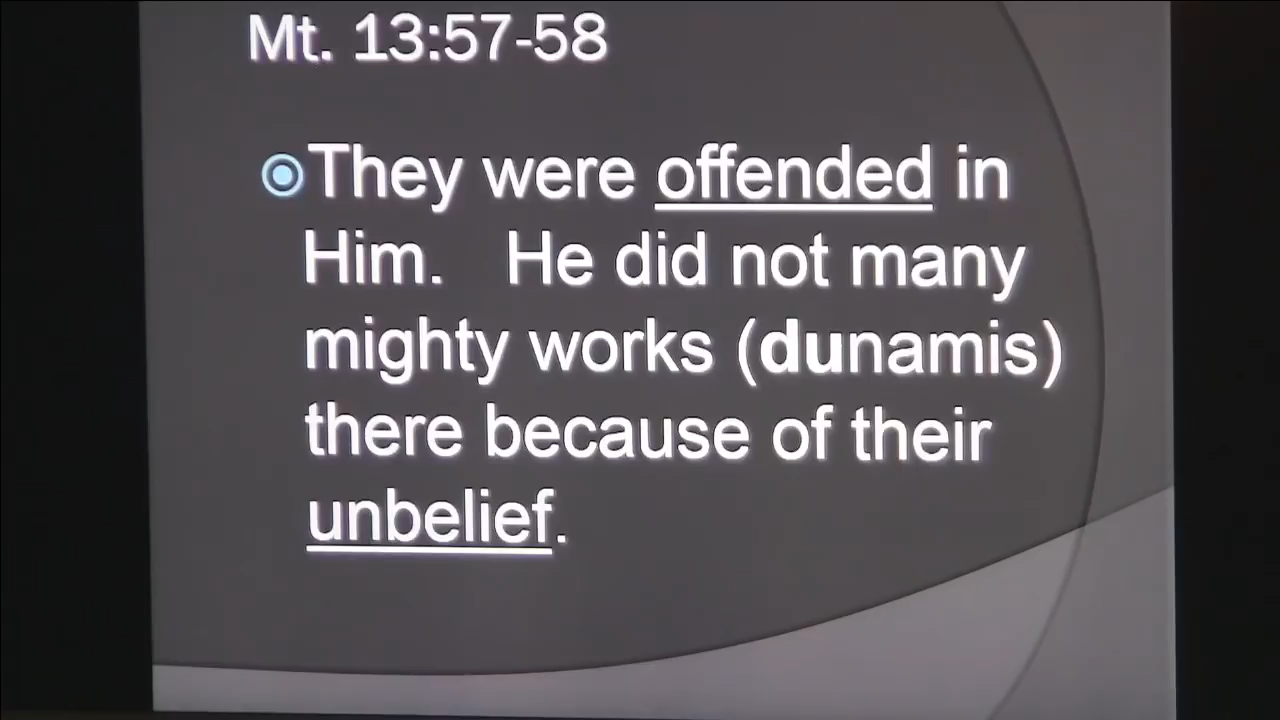 Mt. 13:57-58
They were offended in
Him. He did not many
mighty works (dunamis)
there because of their
unbelief.